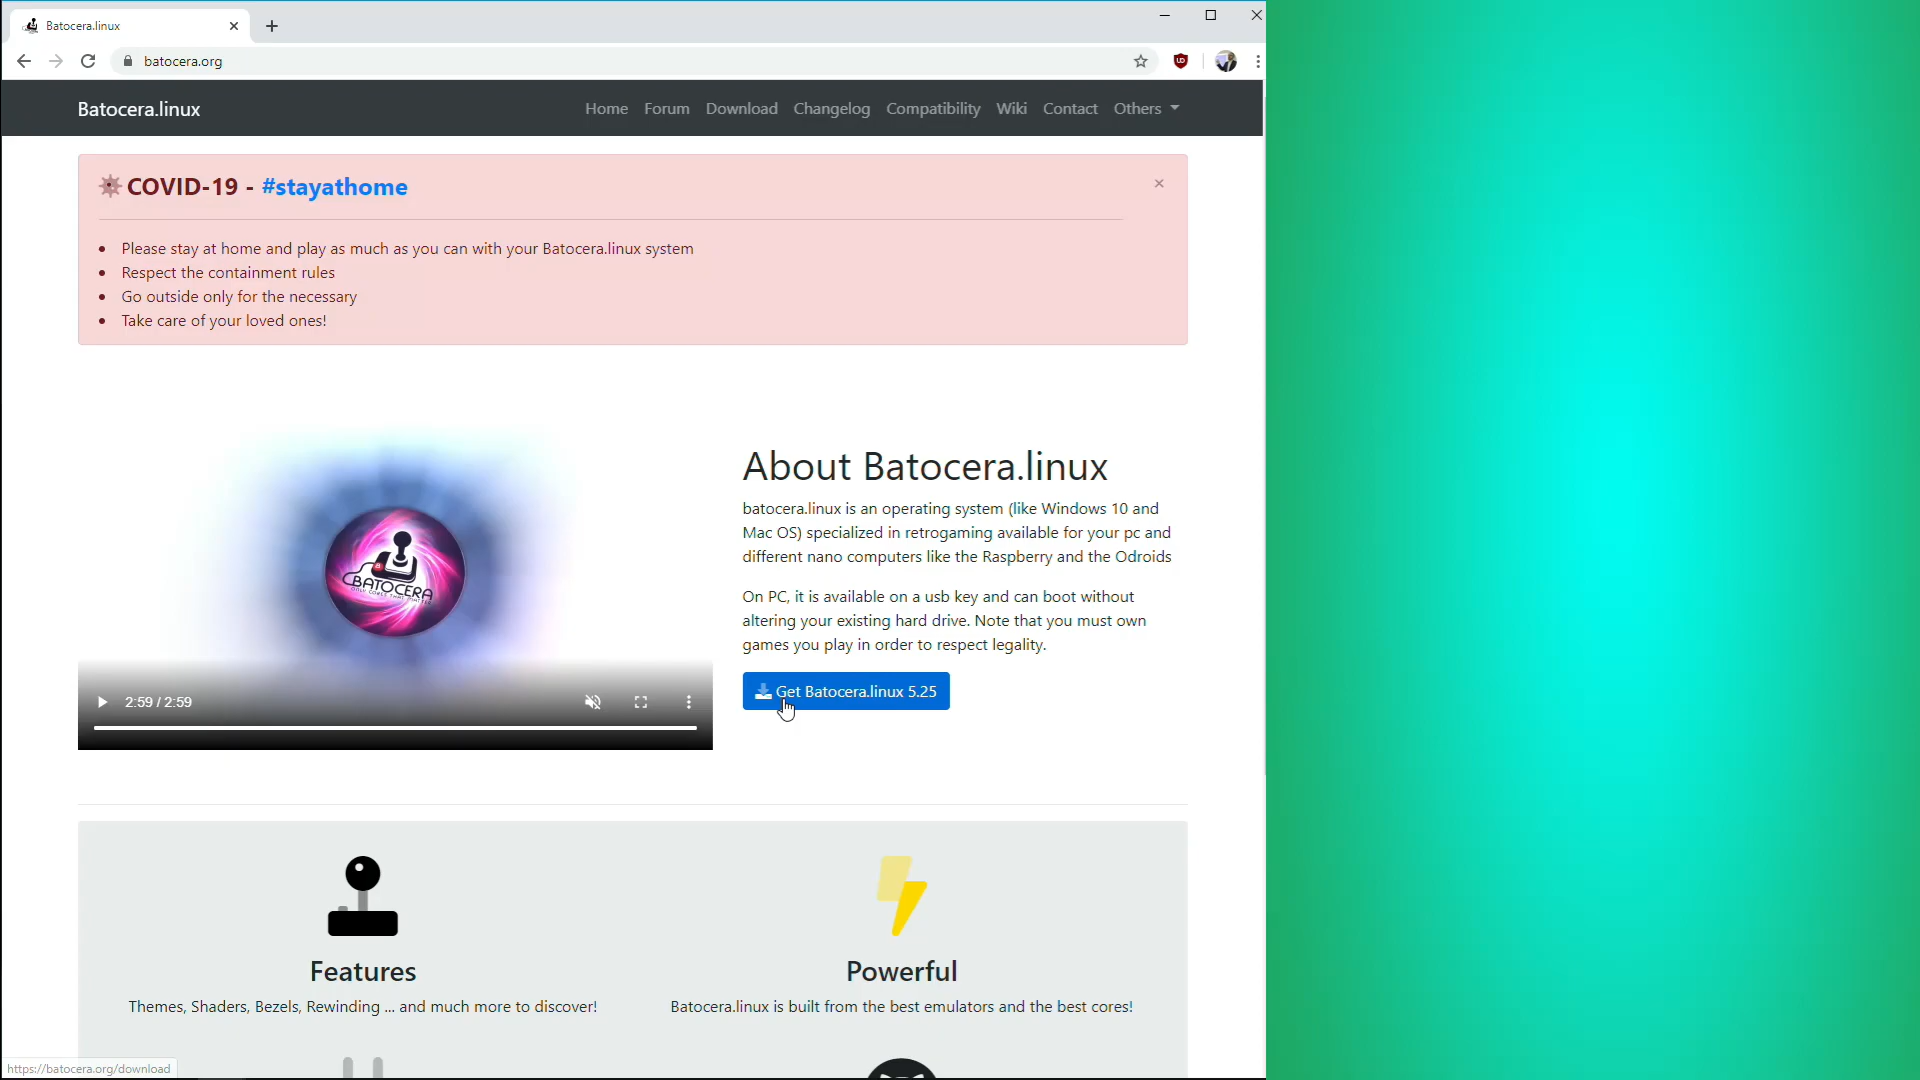 Batocera.linux
batocera.org
Batocera.linux
Home Forum Download Changelog Compatibility Wiki Contact Others
COVID-19 - #stayathome
Please stay at home and play as much as you can with your Batocera.linux system
Respect the containment rules
Go outside only for the necessary
Take care of your loved ones!
BATOCERA
About Batocera.linux
batocera.linux is an operating system (like Windows 10 and
Mac OS) specialized in retrogaming available for your pc and
different nano computers like the Raspberry and the Odroids
On PC, it is available on a usb key and can boot without
altering your existing hard drive. Note that you must own
games you play in order to respect legality.
Get Batocera.linux 5.25
2:59 / 2:59
Features
Themes, Shaders, Bezels, Rewinding ... and much more to discover!
Powerful
Batocera.linux is built from the best emulators and the best cores!
https://batocera.org/download